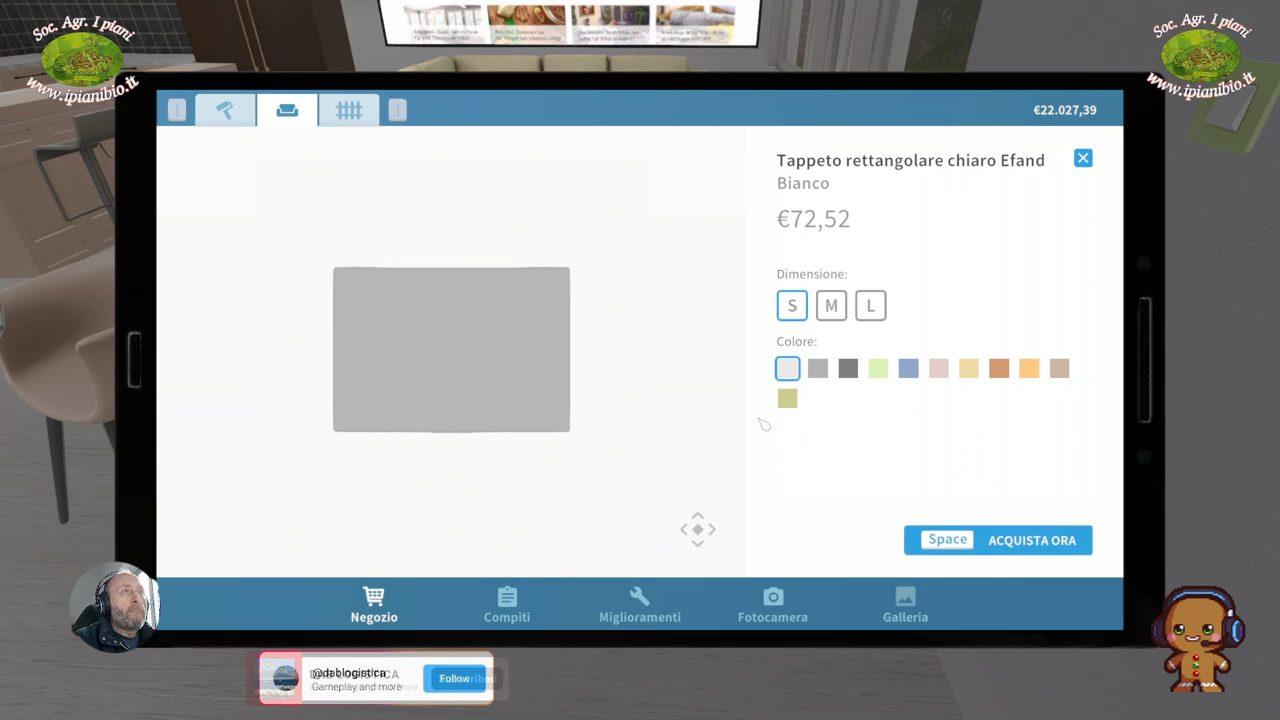 Soc. Agr. I piani
www.ipianibio.it
Soc. Agr. I piani
www.ipianibio.it
€22.027,39
Tappeto rettangolare chiaro Efand
Bianco
€72,52
Dimensione:
S M L
Colore:
Space ACQUISTA ORA
Negozio Compiti Miglioramenti Fotocamera Galleria
@dablogistica
Gameplay and more
Follow